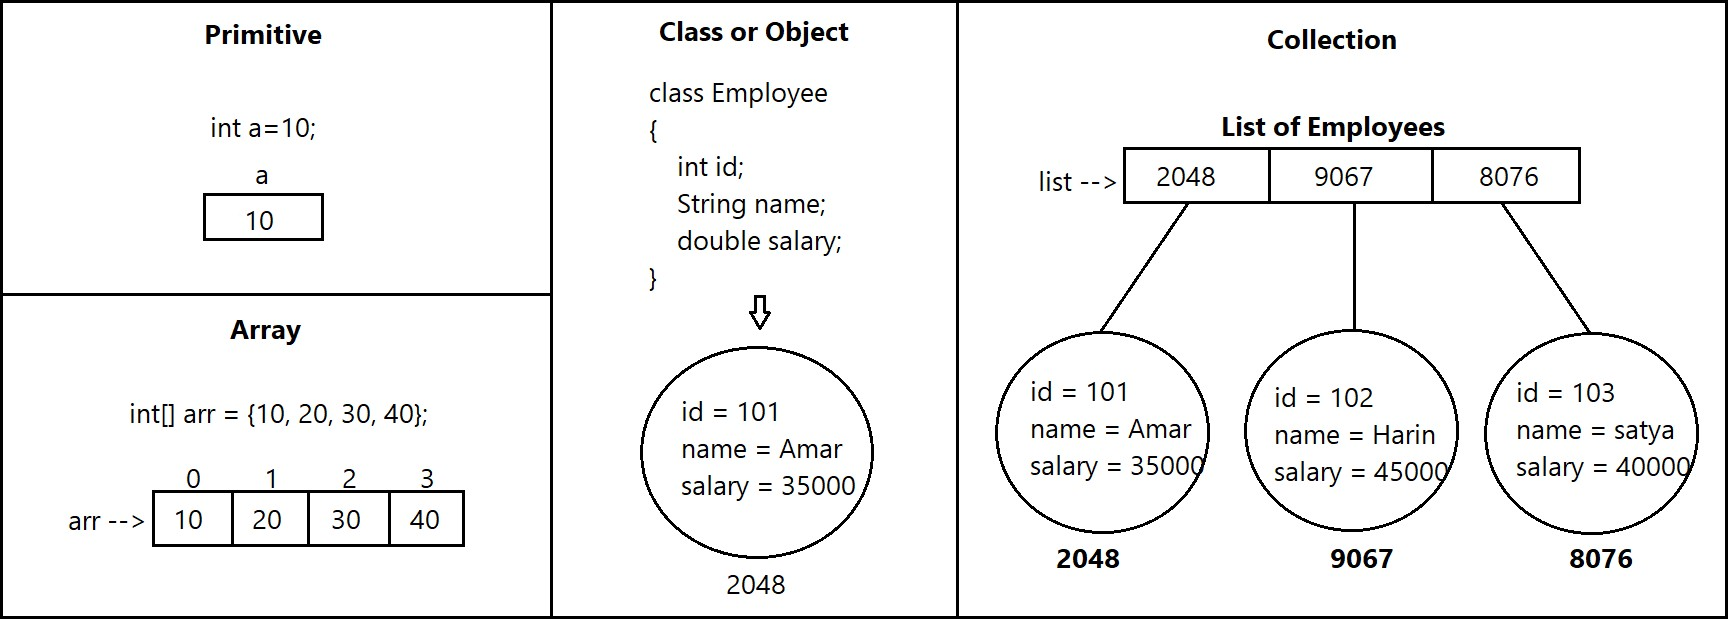 Primitive
int a=10;
a
10
Array
int[] arr = {10, 20, 30, 40};
0 1 2 3
arr --> 10 20 30 40
Class or Object
class Employee
{
int id;
String name;
double salary;
}
id = 101
name = Amar
salary = 35000
2048
Collection
List of Employees
list --> 2048 9067 8076
id = 101
name = Amar
salary = 35000
2048
id = 102
name = Harin
salary = 45000
9067
id = 103
name = satya
salary = 40000
8076